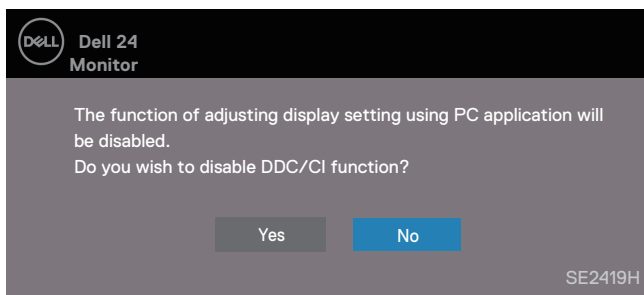 DELL
Dell 24
Monitor
The function of adjusting display setting using PC application will
be disabled.
Do you wish to disable DDC/CI function?
Yes
No
SE2419H